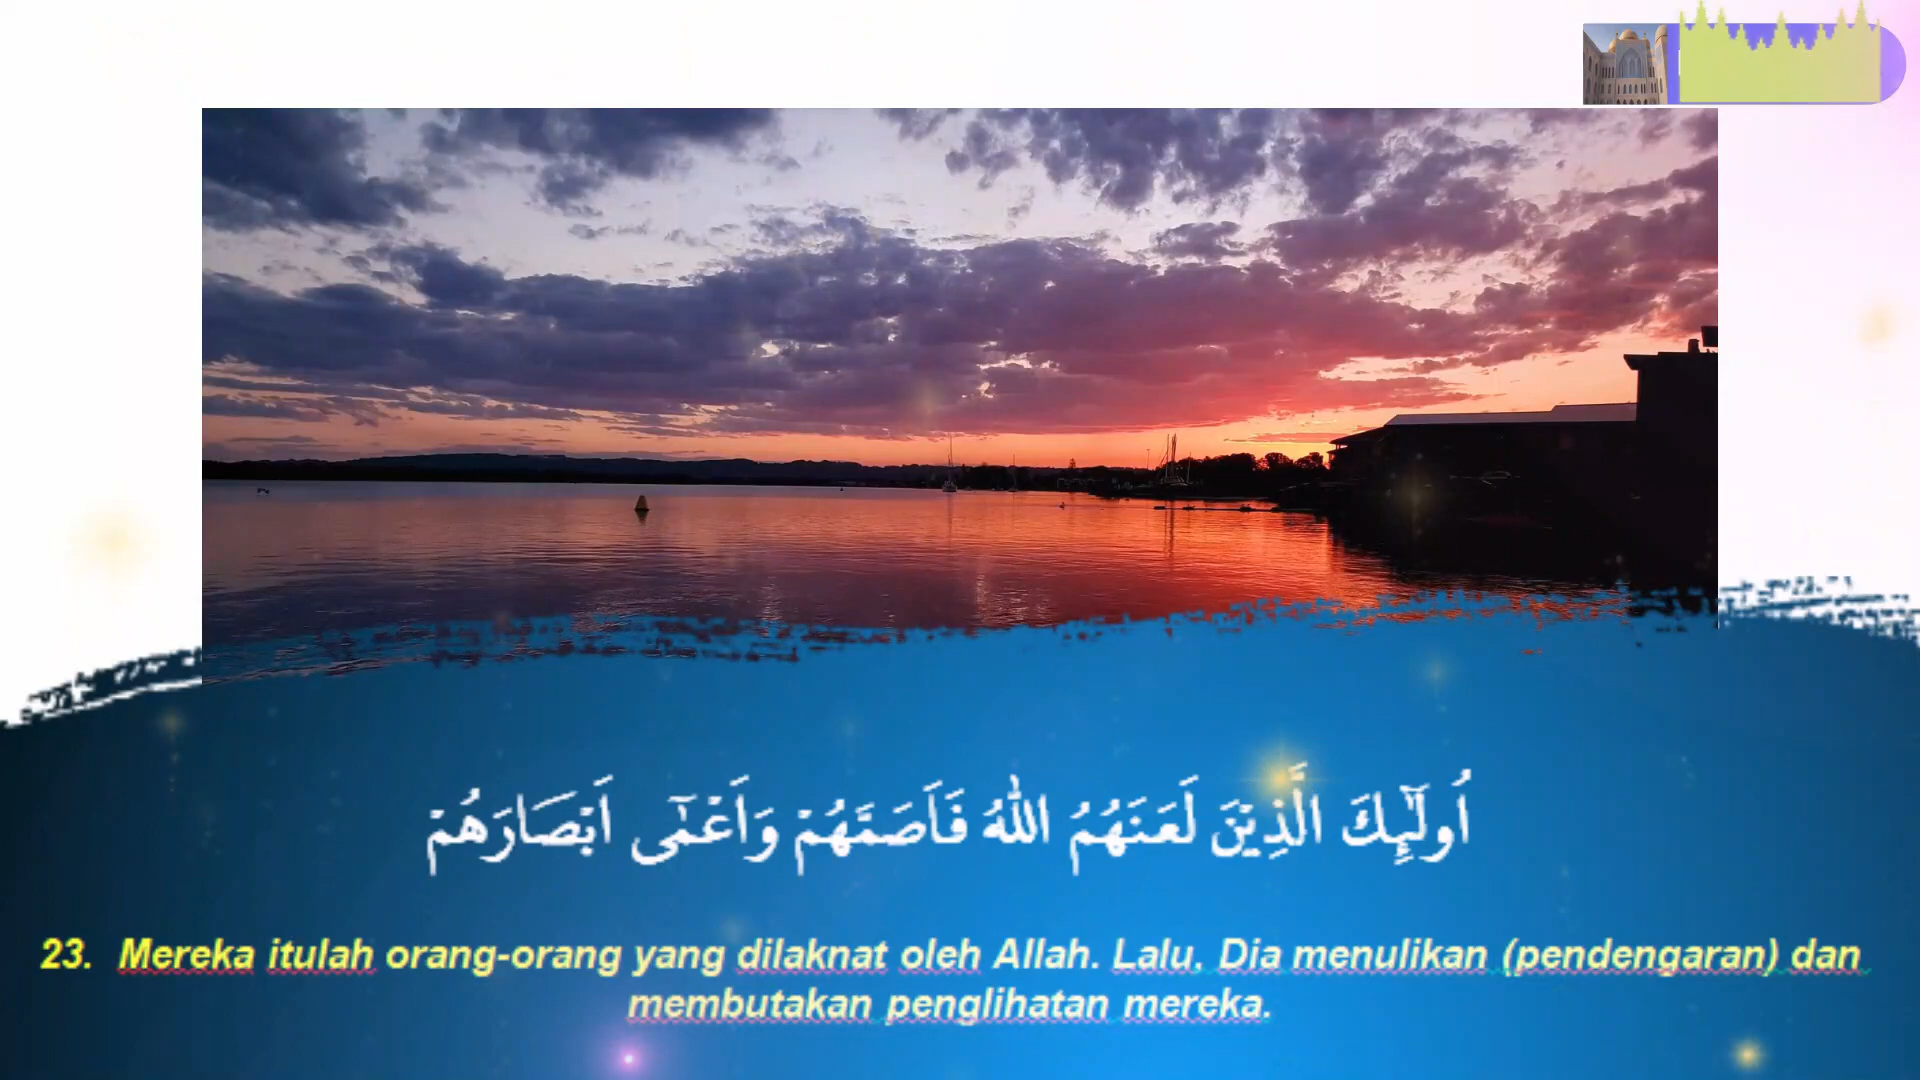 اُولٰۤىِٕكَ الَّذِيْنَ لَعَنَهُمُ اللّٰهُ فَاَصَمَّهُمْ وَاَعْمٰٓى اَبْصَارَهُمْ
23. Mereka itulah orang-orang yang dilaknat oleh Allah. Lalu, Dia menulikan (pendengaran) dan
membutakan penglihatan mereka.